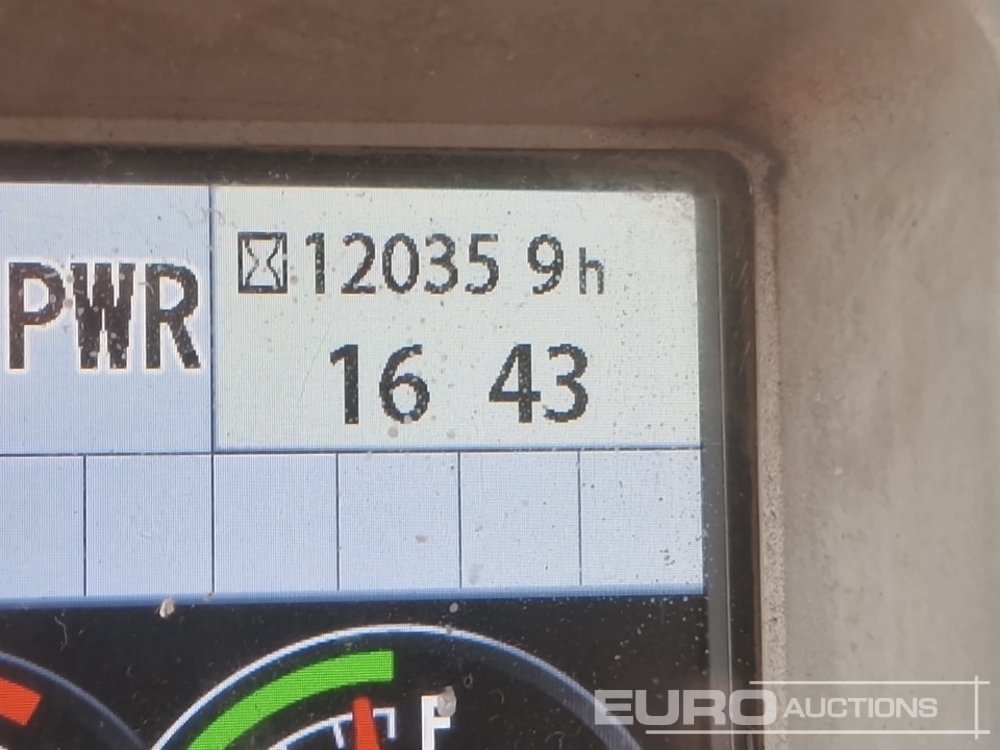 PWR
12035 9h
16 43
F
EURO AUCTIONS